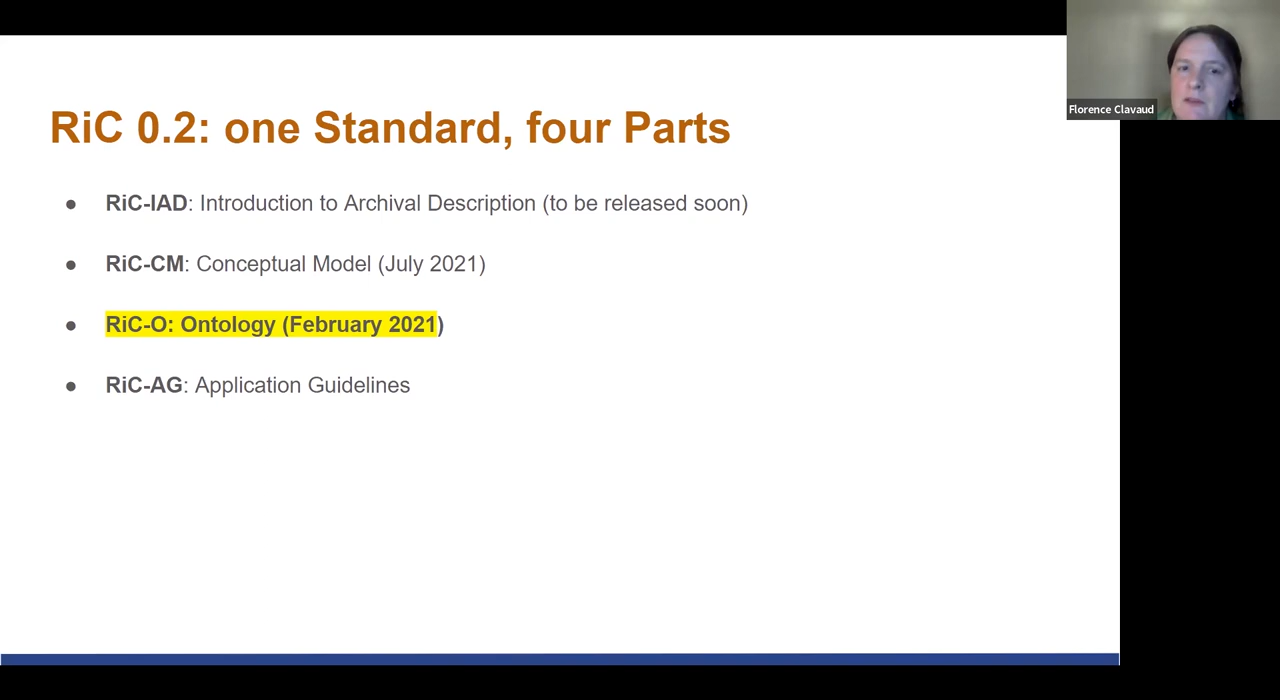 Florence Clavaud
RiC 0.2: one Standard, four Parts
● RiC-IAD: Introduction to Archival Description (to be released soon)
● RiC-CM: Conceptual Model (July 2021)
● RiC-O: Ontology (February 2021)
● RiC-AG: Application Guidelines